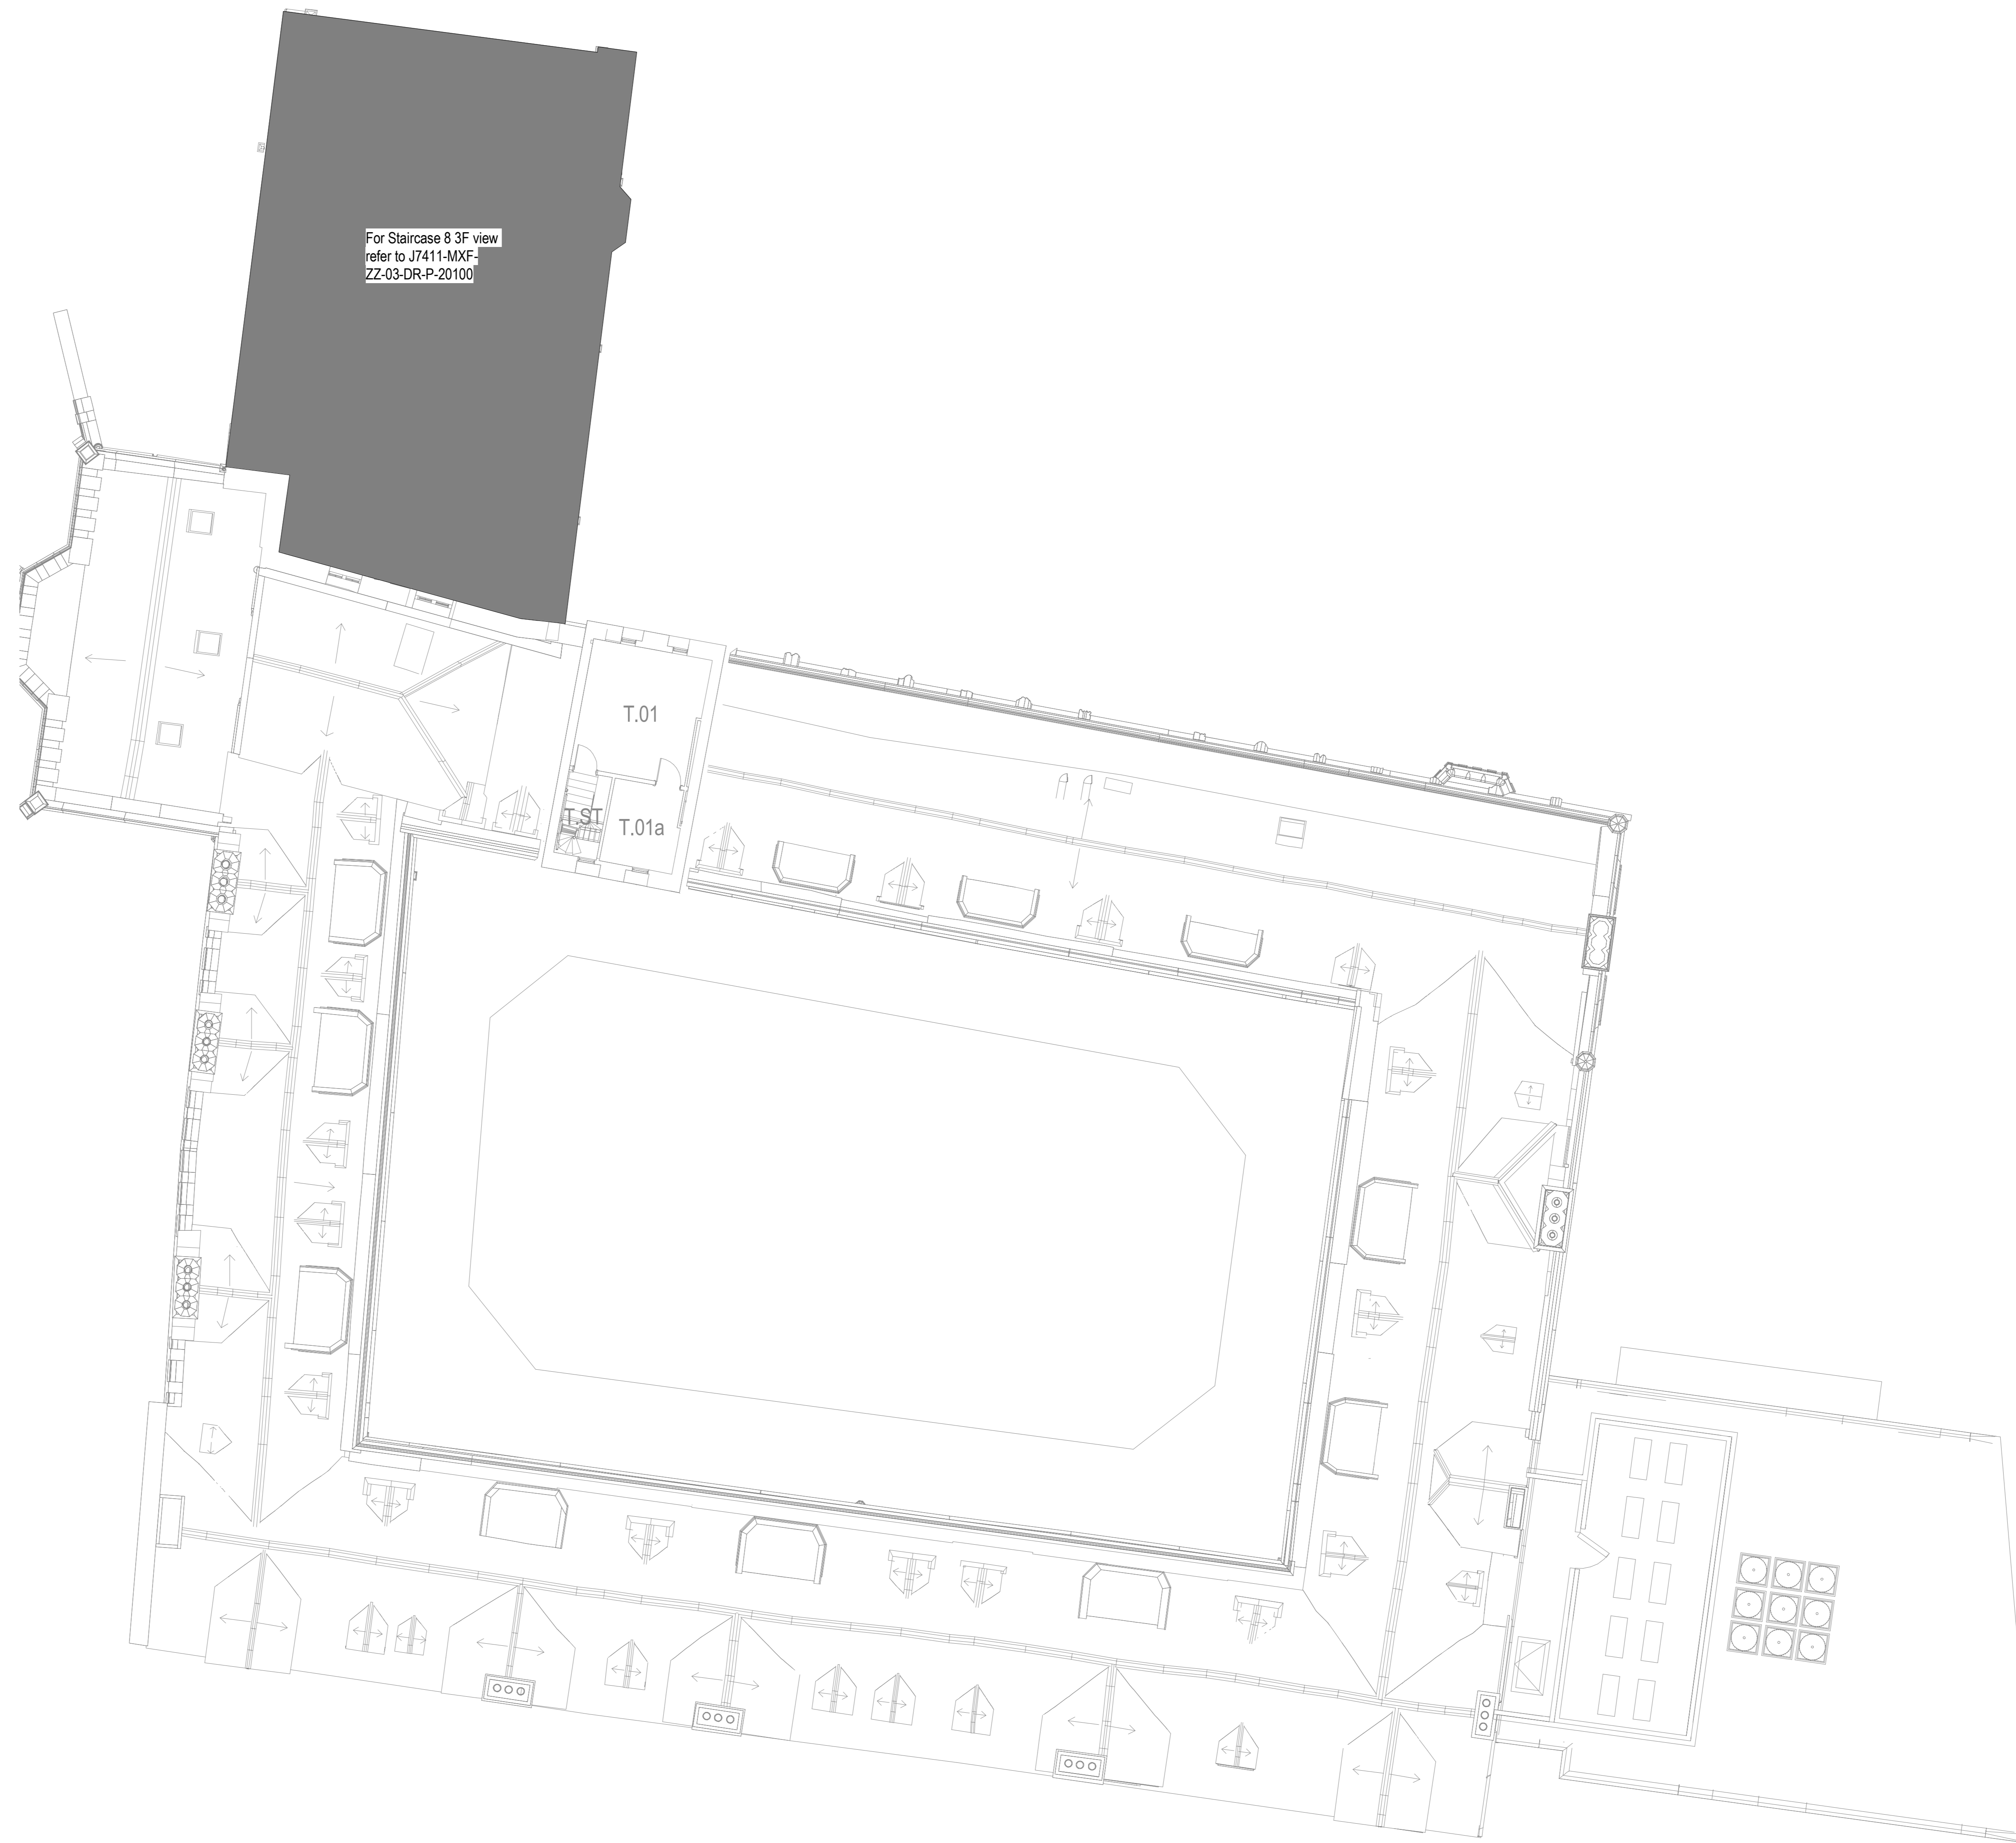 For Staircase 8 3F view
refer to J7411-MXF-
ZZ-03-DR-P-20100
T.01
T.ST
T.01a